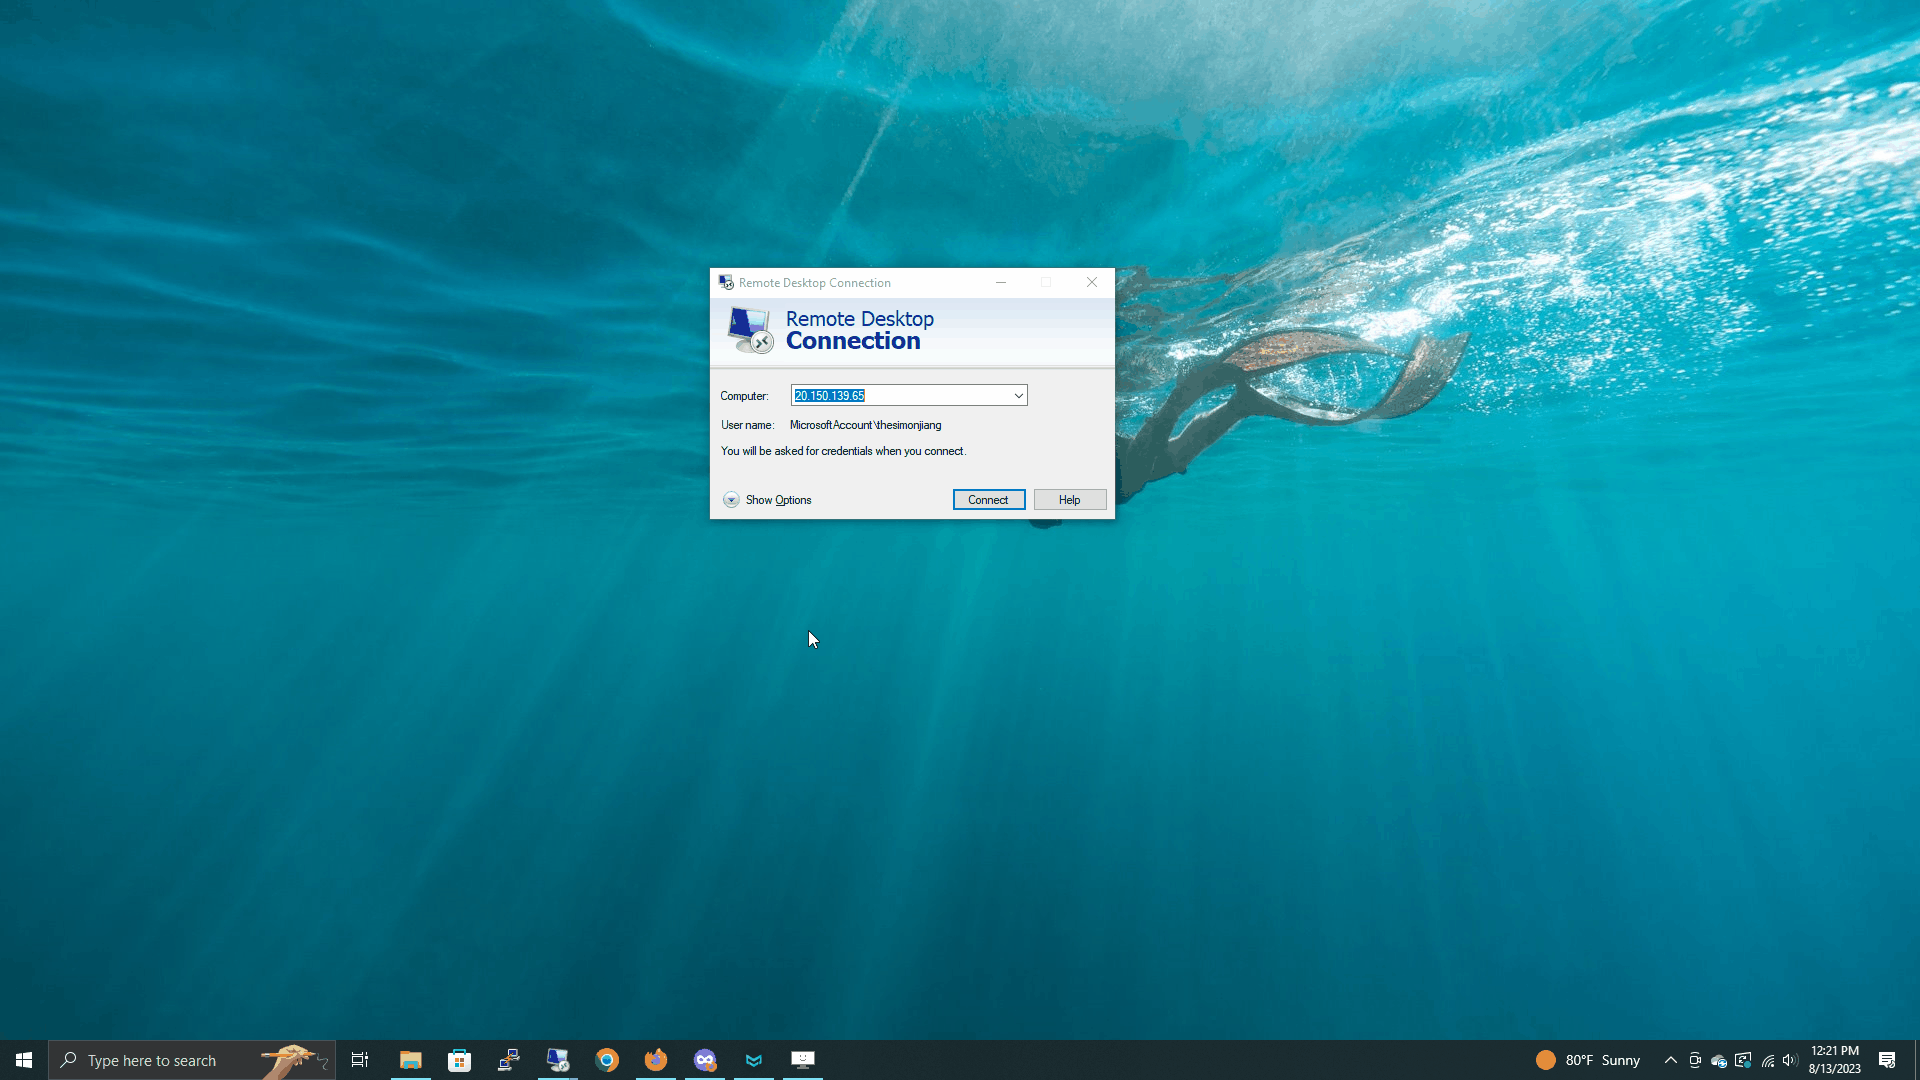 Remote Desktop Connection
Remote Desktop
Connection
Computer: 20.150.139.65
User name: MicrosoftAccount\thesimonjiang
You will be asked for credentials when you connect.
Show Options Connect Help
Type here to search
80°F Sunny
12:21 PM
8/13/2023